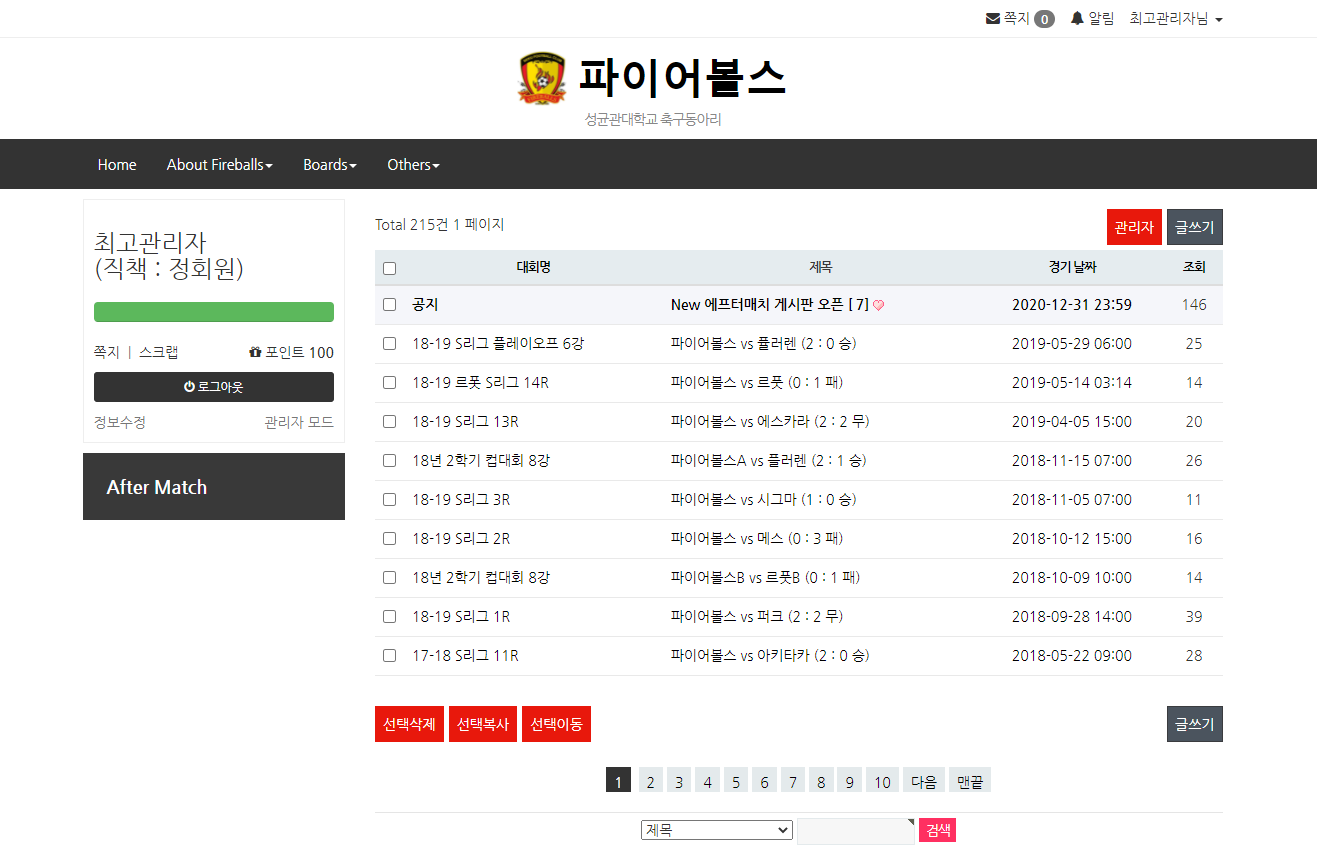 쪽지 0 알림 최고관리자님
파이어볼스
성균관대학교 축구동아리
Home About Fireballs Boards Others
최고관리자
(직책 : 정회원)
쪽지 | 스크랩 포인트 100
로그아웃
정보수정 관리자 모드
After Match
Total 215건 1 페이지
관리자 글쓰기
대회명 제목 경기 날짜 조회
공지 New 에프터매치 게시판 오픈 [ 7] 2020-12-31 23:59 146
18-19 S리그 플레이오프 6강 파이어볼스 vs 퓰러렌 (2 : 0 승) 2019-05-29 06:00 25
18-19 르풋 S리그 14R 파이어볼스 vs 르풋 (0 : 1 패) 2019-05-14 03:14 14
18-19 S리그 13R 파이어볼스 vs 에스카라 (2 : 2 무) 2019-04-05 15:00 20
18년 2학기 컵대회 8강 파이어볼스A vs 플러렌 (2 : 1 승) 2018-11-15 07:00 26
18-19 S리그 3R 파이어볼스 vs 시그마 (1 : 0 승) 2018-11-05 07:00 11
18-19 S리그 2R 파이어볼스 vs 메스 (0 : 3 패) 2018-10-12 15:00 16
18년 2학기 컵대회 8강 파이어볼스B vs 르풋B (0 : 1 패) 2018-10-09 10:00 14
18-19 S리그 1R 파이어볼스 vs 퍼크 (2 : 2 무) 2018-09-28 14:00 39
17-18 S리그 11R 파이어볼스 vs 아키타카 (2 : 0 승) 2018-05-22 09:00 28
선택삭제 선택복사 선택이동 글쓰기
1 2 3 4 5 6 7 8 9 10 다음 맨끝
제목 검색